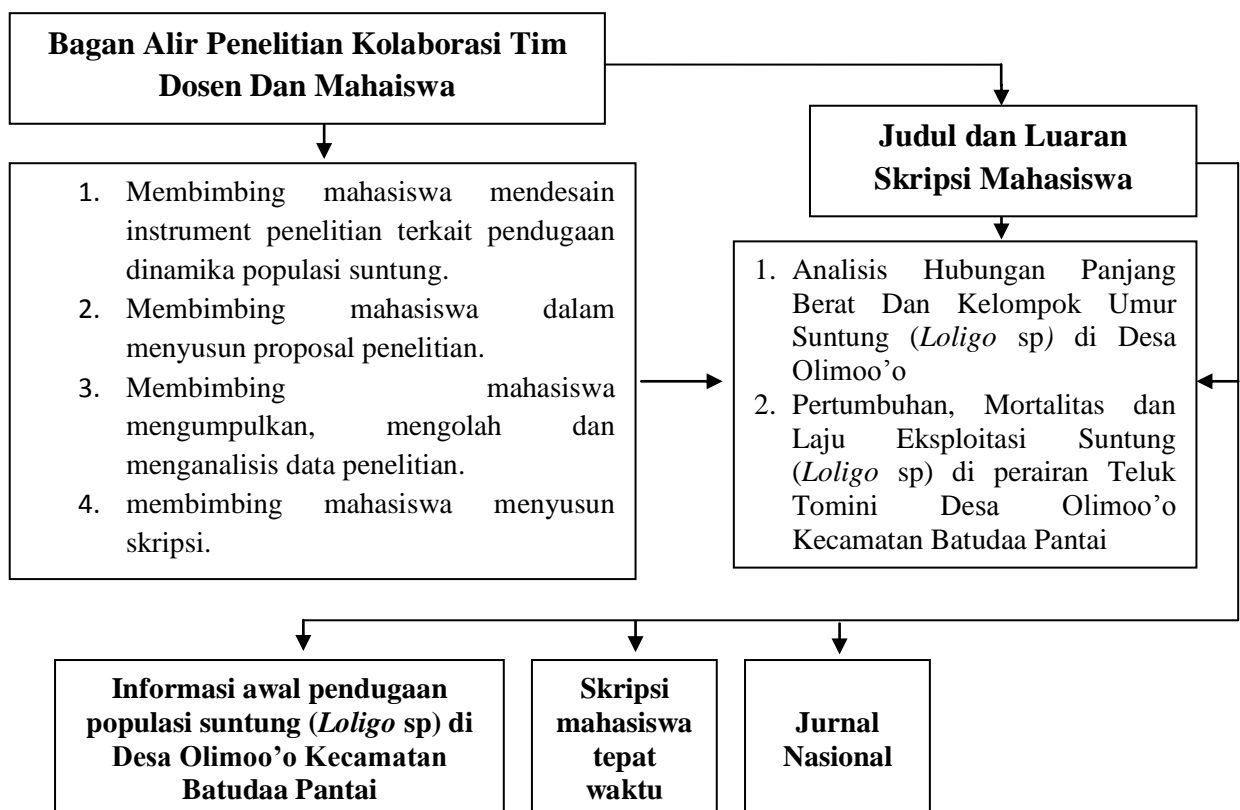 Bagan Alir Penelitian Kolaborasi Tim
Dosen Dan Mahaiswa
Judul dan Luaran
Skripsi Mahasiswa
1. Membimbing mahasiswa mendesain
instrument penelitian terkait pendugaan
dinamika populasi suntung.
2. Membimbing mahasiswa dalam
menyusun proposal penelitian.
3. Membimbing mahasiswa
mengumpulkan, mengolah dan
menganalisis data penelitian.
4. membimbing mahasiswa menyusun
skripsi.
1. Analisis Hubungan Panjang
Berat Dan Kelompok Umur
Suntung (Loligo sp) di Desa
Olimoo’o
2. Pertumbuhan, Mortalitas dan
Laju Eksploitasi Suntung
(Loligo sp) di perairan Teluk
Tomini Desa Olimoo’o
Kecamatan Batudaa Pantai
Informasi awal pendugaan
populasi suntung (Loligo sp) di
Desa Olimoo’o Kecamatan
Batudaa Pantai
Skripsi
mahasiswa
tepat
waktu
Jurnal
Nasional